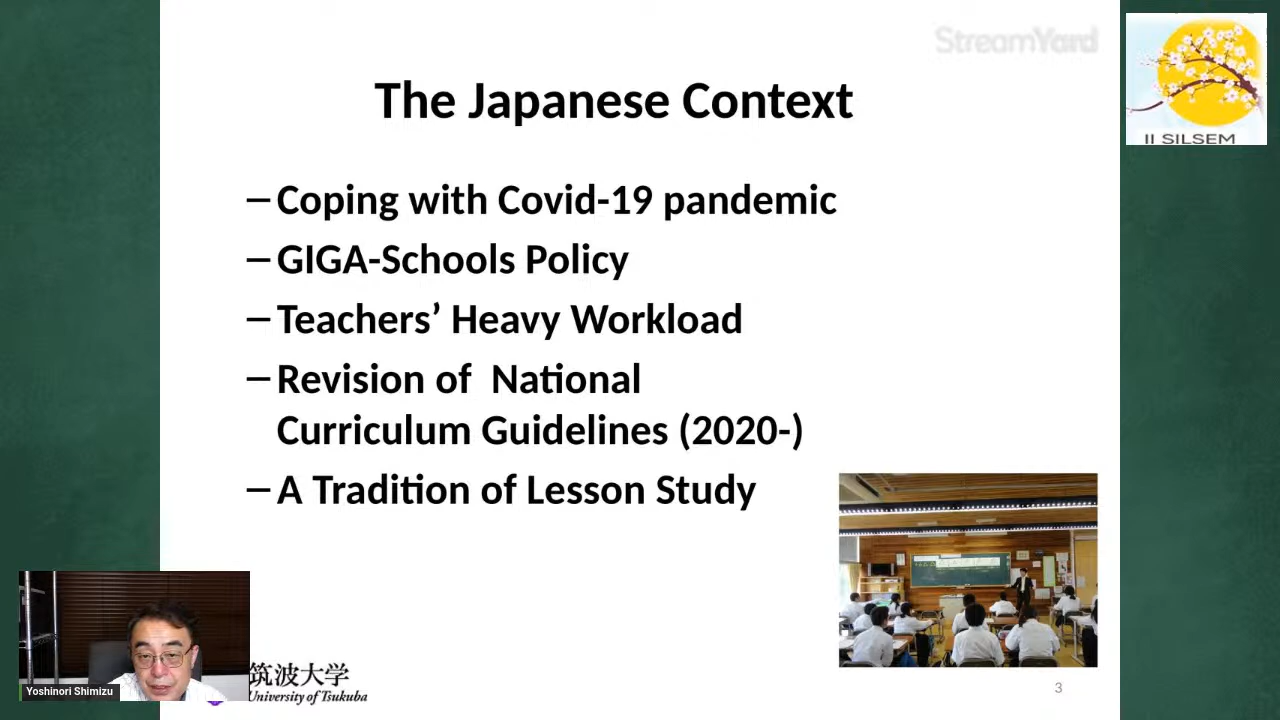 StreamYard
The Japanese Context
II SILSEM
– Coping with Covid-19 pandemic
– GIGA-Schools Policy
– Teachers’ Heavy Workload
– Revision of  National
Curriculum Guidelines (2020-)
– A Tradition of Lesson Study
Yoshinori Shimizu
筑波大学
University of Tsukuba
3